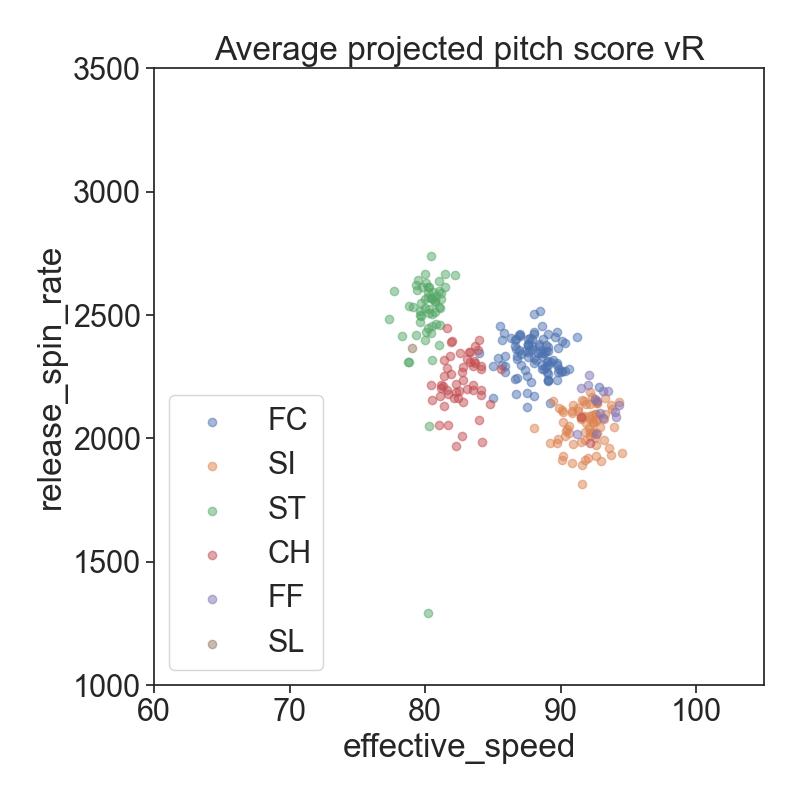 Average projected pitch score vR
3500
3000
2500
2000
1500
1000
release_spin_rate
FC
SI
ST
CH
FF
SL
60
70
80
90
100
effective_speed